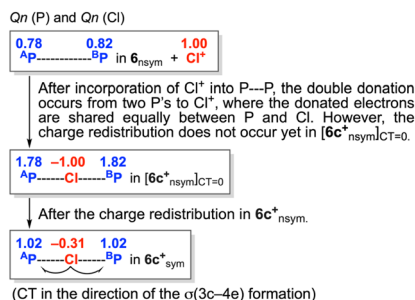 Qn (P) and Qn (Cl)
0.78 0.82 1.00
ᴬP------------ᴮP in 6nsym + Cl⁺
After incorporation of Cl⁺ into P---P, the double donation
occurs from two P's to Cl⁺, where the donated electrons
are shared equally between P and Cl. However, the
charge redistribution does not occur yet in [6c⁺nsym]CT=0.
1.78 –1.00 1.82
ᴬP------Cl------ᴮP in [6c⁺nsym]CT=0
After the charge redistribution in 6c⁺nsym.
1.02 –0.31 1.02
ᴬP------Cl------ᴮP in 6c⁺sym
(CT in the direction of the σ(3c–4e) formation)